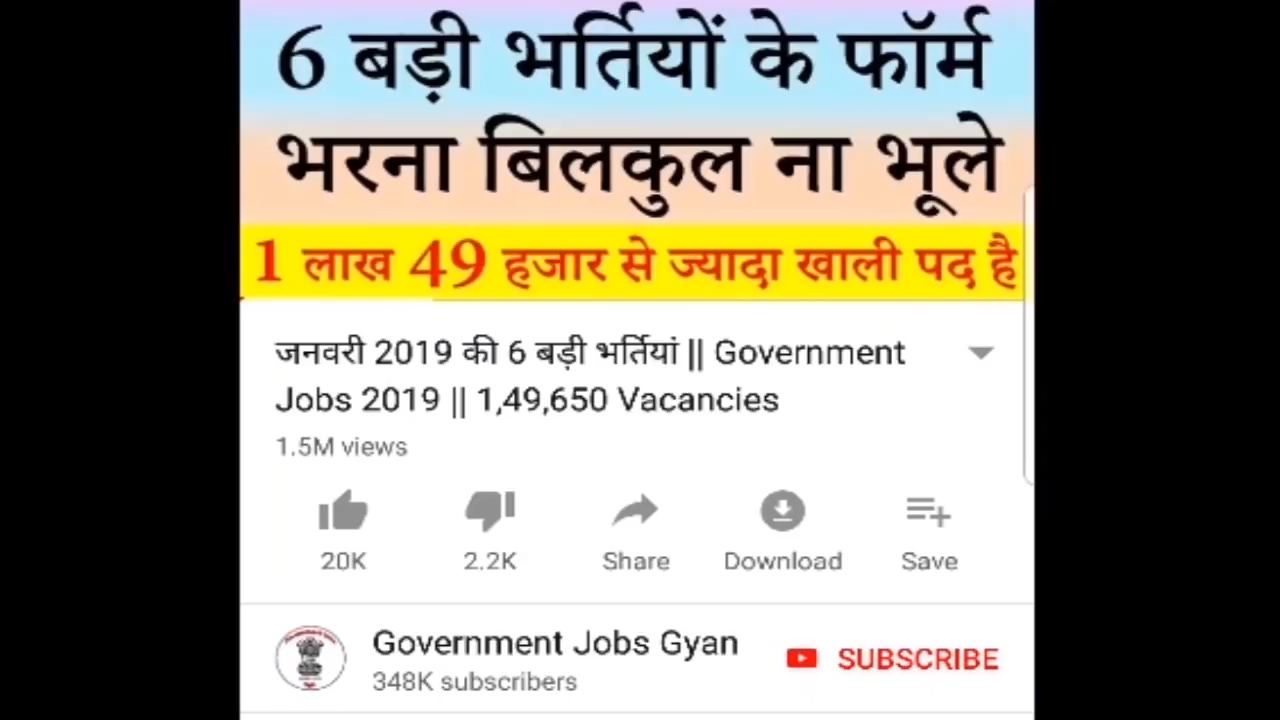 6 बड़ी भर्तियों के फॉर्म
भरना बिलकुल ना भूले
1 लाख 49 हजार से ज्यादा खाली पद है
जनवरी 2019 की 6 बड़ी भर्तियां || Government
Jobs 2019 || 1,49,650 Vacancies
1.5M views
20K 2.2K Share Download Save
Government Jobs Gyan
348K subscribers
SUBSCRIBE